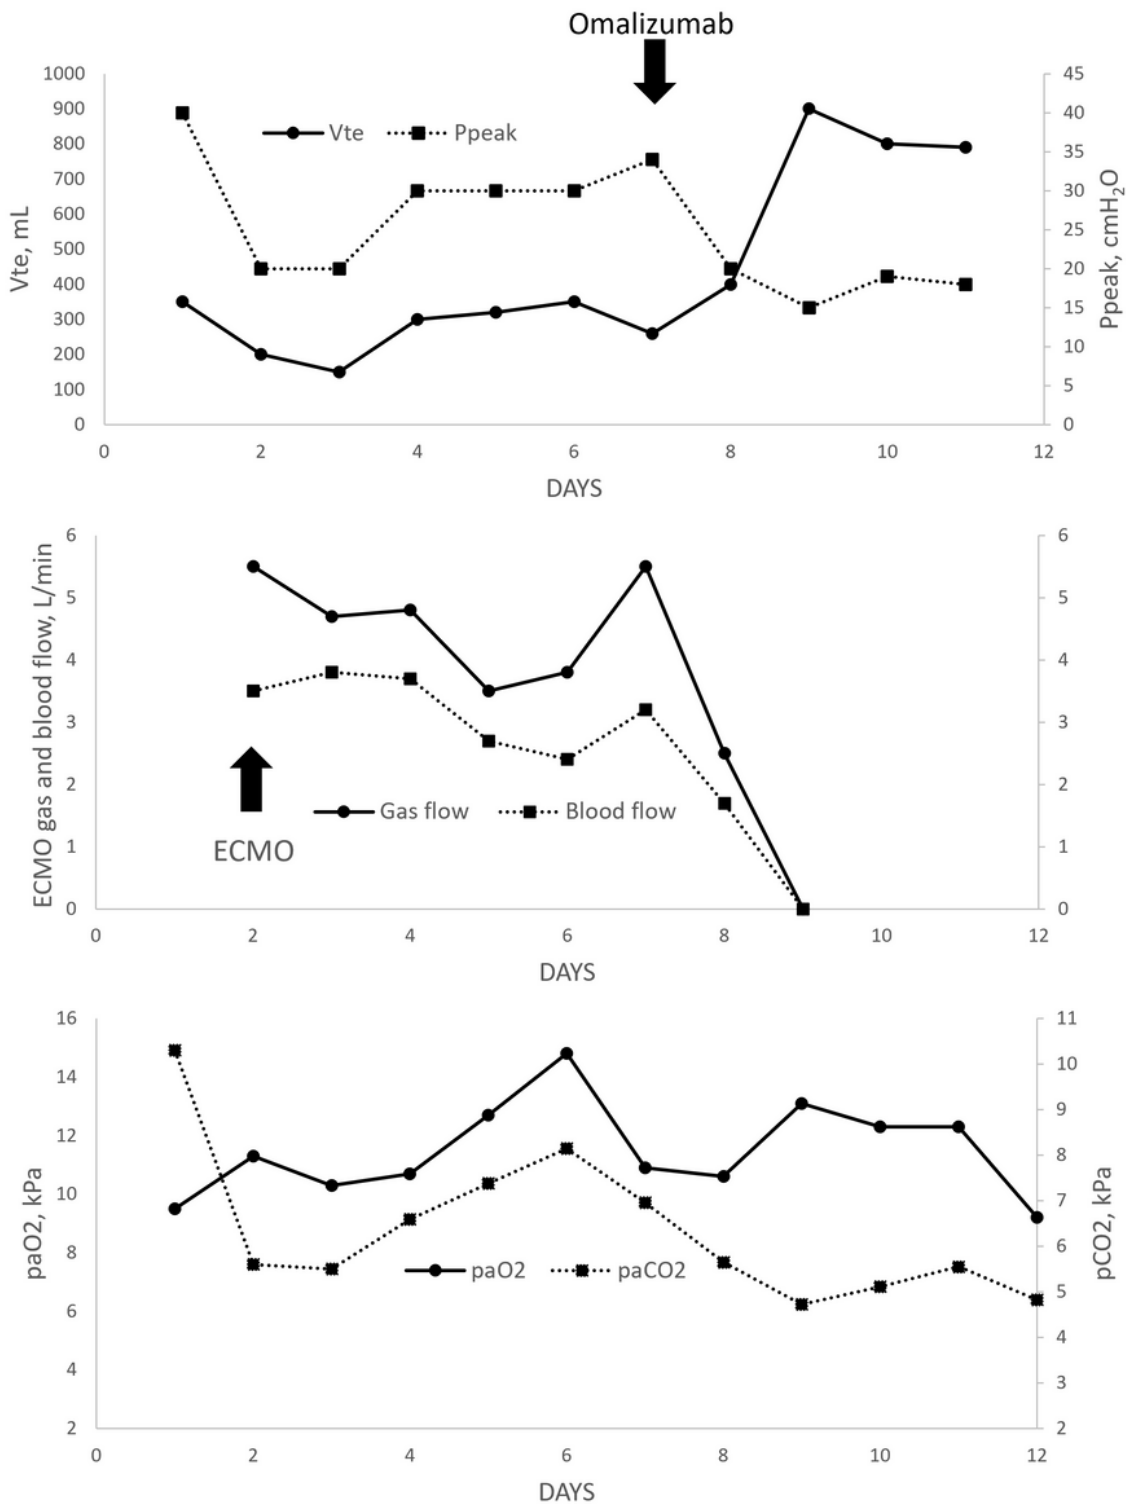 Omalizumab
1000 45
900 40
800 35
700 30
600 25
500 20
400 15
300 10
200 5
100 0
0
Vte Ppeak
Vte, mL
Ppeak, cmH₂O
0 2 4 6 8 10 12
DAYS
6 6
5 5
4 4
3 3
2 2
1 1
0 0
ECMO gas and blood flow, L/min
Gas flow Blood flow
ECMO
0 2 4 6 8 10 12
DAYS
16 11
14 10
12 9
10 8
8 7
6 6
4 5
2 4
3
2
paO2, kPa
pCO2, kPa
paO2 paCO2
0 2 4 6 8 10 12
DAYS